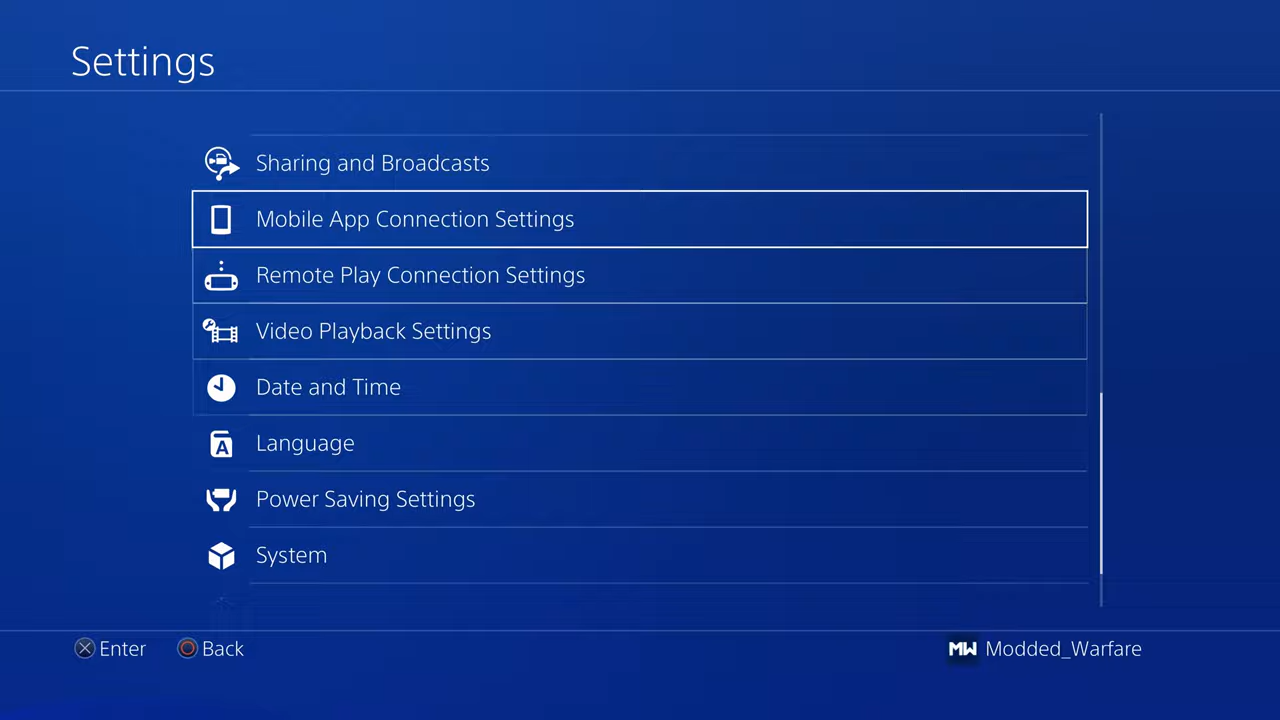 Settings
Sharing and Broadcasts
Mobile App Connection Settings
Remote Play Connection Settings
Video Playback Settings
Date and Time
A Language
Power Saving Settings
System
Enter Back MW Modded_Warfare